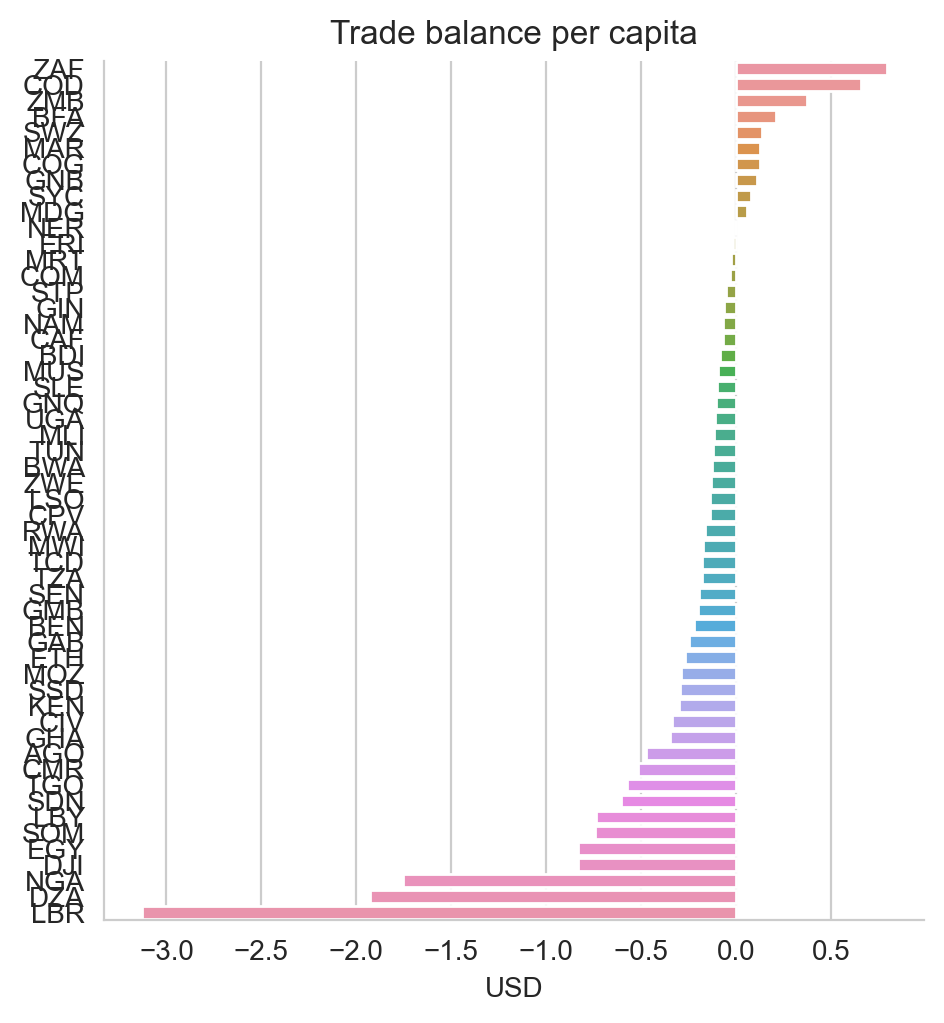 Trade balance per capita
ZAF
COD
ZMB
BFA
SWZ
MAR
COG
GNB
SYC
MDG
NER
ERI
MRT
COM
STP
GIN
NAM
CAF
BDI
MUS
SLE
GNQ
UGA
MLI
TUN
BWA
ZWE
LSO
CPV
RWA
MWI
TCD
TZA
SEN
GMB
BEN
GAB
ETH
MOZ
SSD
KEN
CIV
GHA
AGO
CMR
TGO
SDN
LBY
SOM
EGY
DJI
NGA
DZA
LBR
−3.0 −2.5 −2.0 −1.5 −1.0 −0.5 0.0 0.5
USD